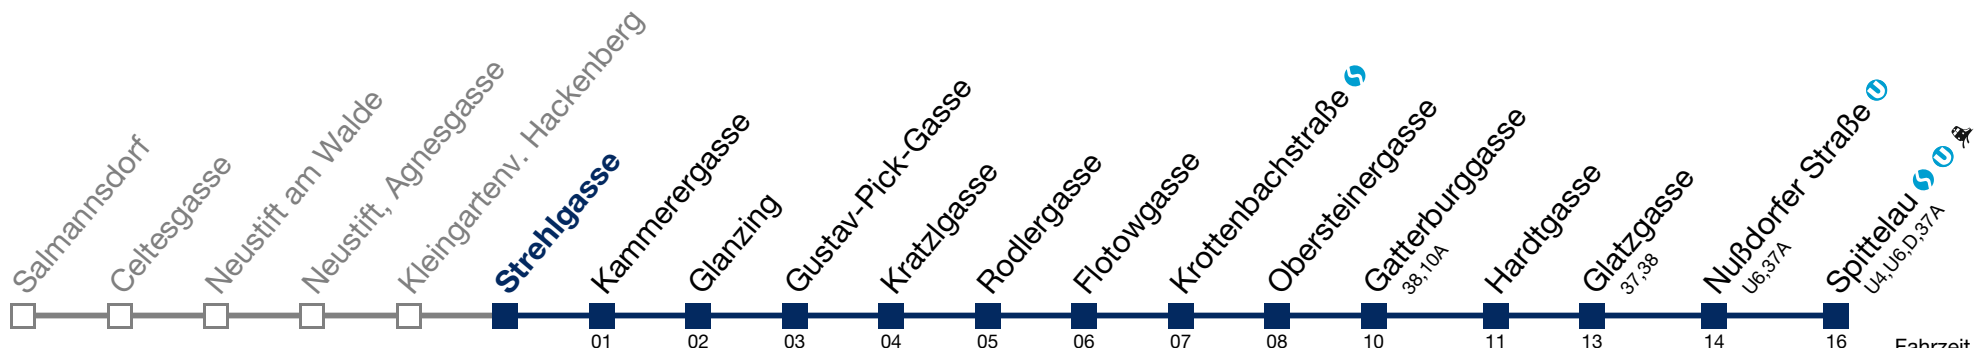 Salmannsdorf
Celtesgasse
Neustift am Walde
Neustift, Agnesgasse
Kleingartenv. Hackenberg
Strehlgasse
Kammerergasse
Glanzing
Gustav-Pick-Gasse
Kratzlgasse
Rodlergasse
Flotowgasse
Krottenbachstraße
Obersteinergasse
Gatterburggasse
38,10A
Hardtgasse
Glatzgasse
37,38
Nußdorfer Straße
U6,37A
Spittelau
U4,U6,D,37A
01 02 03 04 05 06 07 08 10 11 13 14 16
Fahrzeit